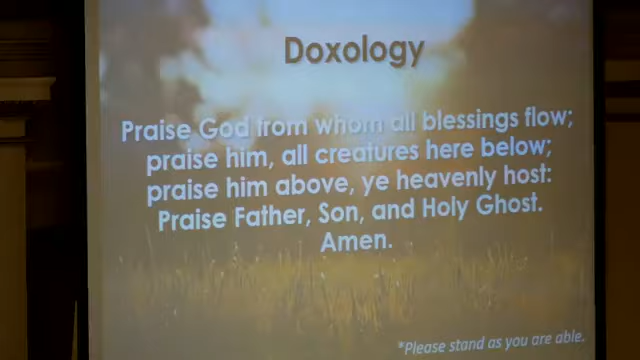 Doxology
Praise God from whom all blessings flow;
praise him, all creatures here below;
praise him above, ye heavenly host:
Praise Father, Son, and Holy Ghost.
Amen.
*Please stand as you are able.